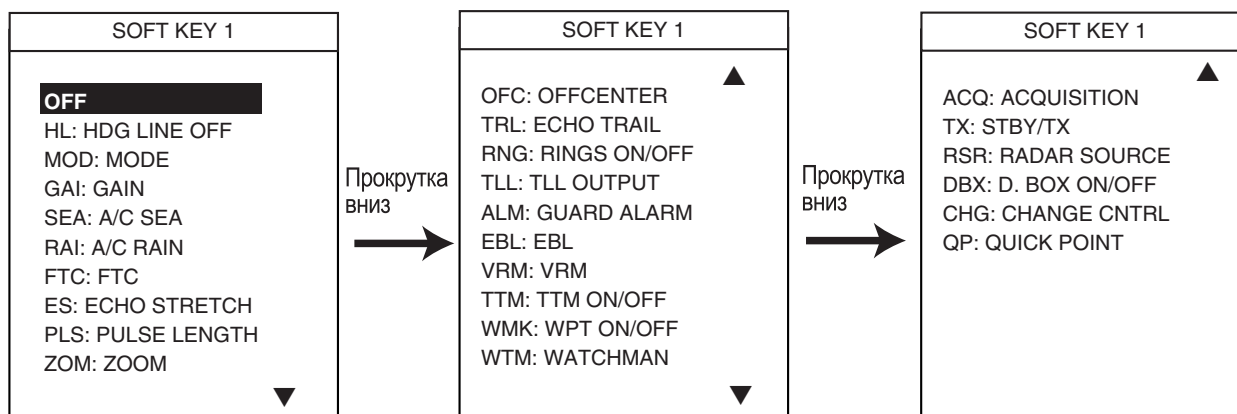 SOFT KEY 1
OFF
HL: HDG LINE OFF
MOD: MODE
GAI: GAIN
SEA: A/C SEA
RAI: A/C RAIN
FTC: FTC
ES: ECHO STRETCH
PLS: PULSE LENGTH
ZOM: ZOOM
▼
Прокрутка
вниз
SOFT KEY 1
▲
OFC: OFFCENTER
TRL: ECHO TRAIL
RNG: RINGS ON/OFF
TLL: TLL OUTPUT
ALM: GUARD ALARM
EBL: EBL
VRM: VRM
TTM: TTM ON/OFF
WMK: WPT ON/OFF
WTM: WATCHMAN
▼
Прокрутка
вниз
SOFT KEY 1
▲
ACQ: ACQUISITION
TX: STBY/TX
RSR: RADAR SOURCE
DBX: D. BOX ON/OFF
CHG: CHANGE CNTRL
QP: QUICK POINT